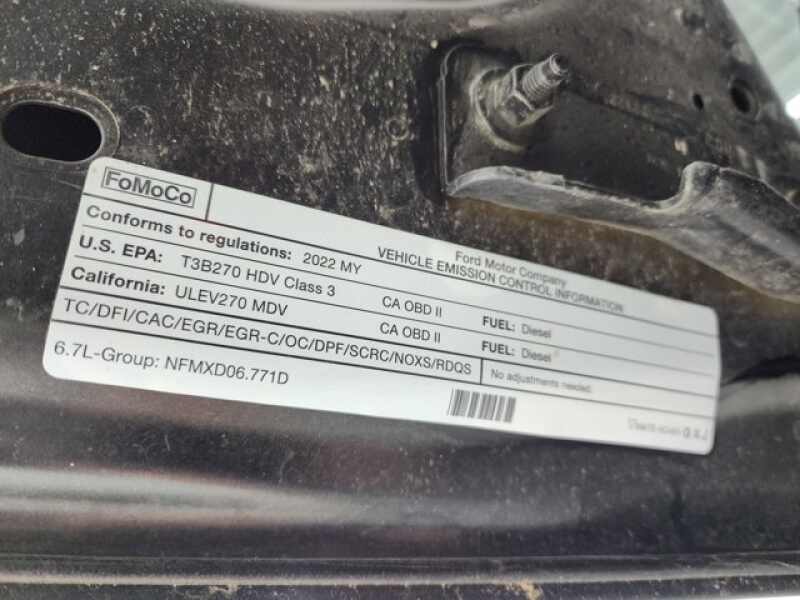 FoMoCo
Ford Motor Company
VEHICLE EMISSION CONTROL INFORMATION
Conforms to regulations: 2022 MY
U.S. EPA: T3B270 HDV Class 3 CA OBD II FUEL: Diesel
California: ULEV270 MDV CA OBD II FUEL: Diesel
TC/DFI/CAC/EGR/EGR-C/OC/DPF/SCRC/NOXS/RDQS No adjustments needed.
6.7L-Group: NFMXD06.771D